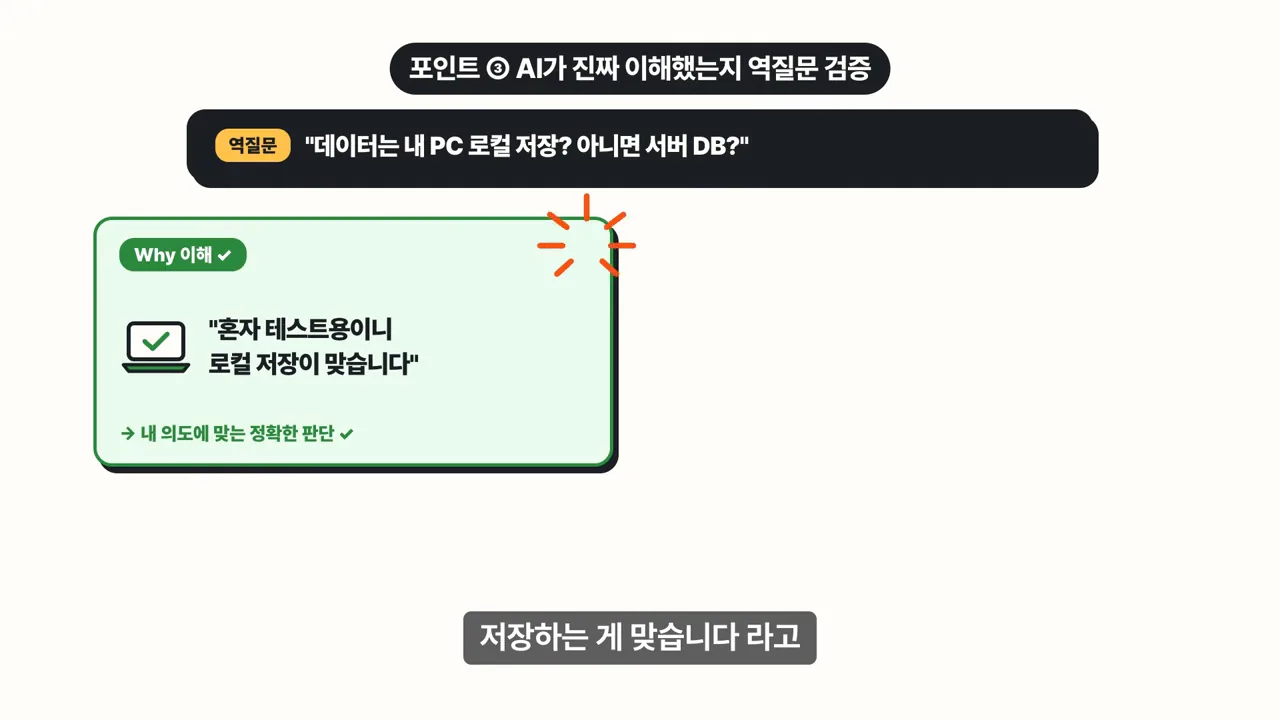 포인트 ③ AI가 진짜 이해했는지 역질문 검증
역질문 "데이터는 내 PC 로컬 저장? 아니면 서버 DB?"
Why 이해 ✓
"혼자 테스트용이니
로컬 저장이 맞습니다"
→ 내 의도에 맞는 정확한 판단 ✓
저장하는 게 맞습니다 라고